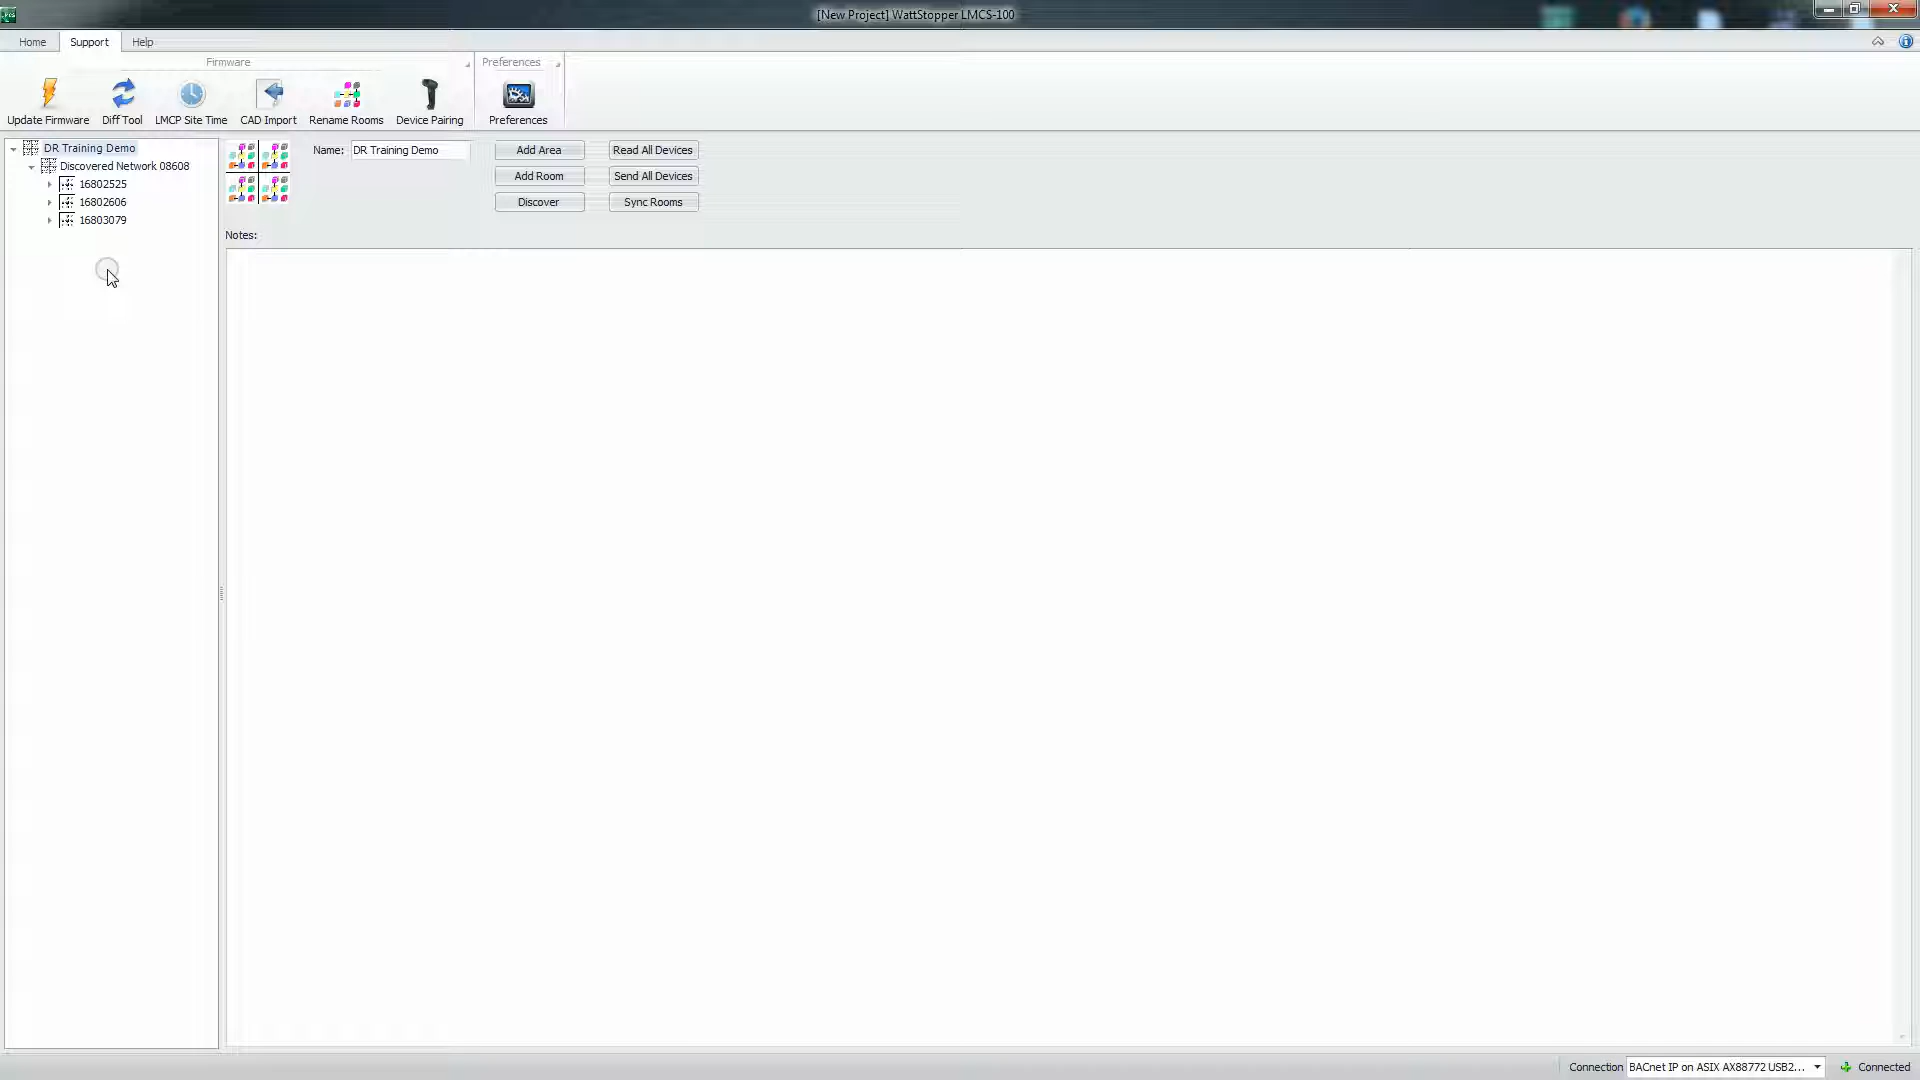 [New Project] WattStopper LMCS-100
Home Support Help
Firmware Preferences
Update Firmware Diff Tool LMCP Site Time CAD Import Rename Rooms Device Pairing Preferences
DR Training Demo
Discovered Network 08608
16802525
16802606
16803079
Name: DR Training Demo
Add Area Read All Devices
Add Room Send All Devices
Discover Sync Rooms
Notes:
Connection BACnet IP on ASIX AX88772 USB2... Connected